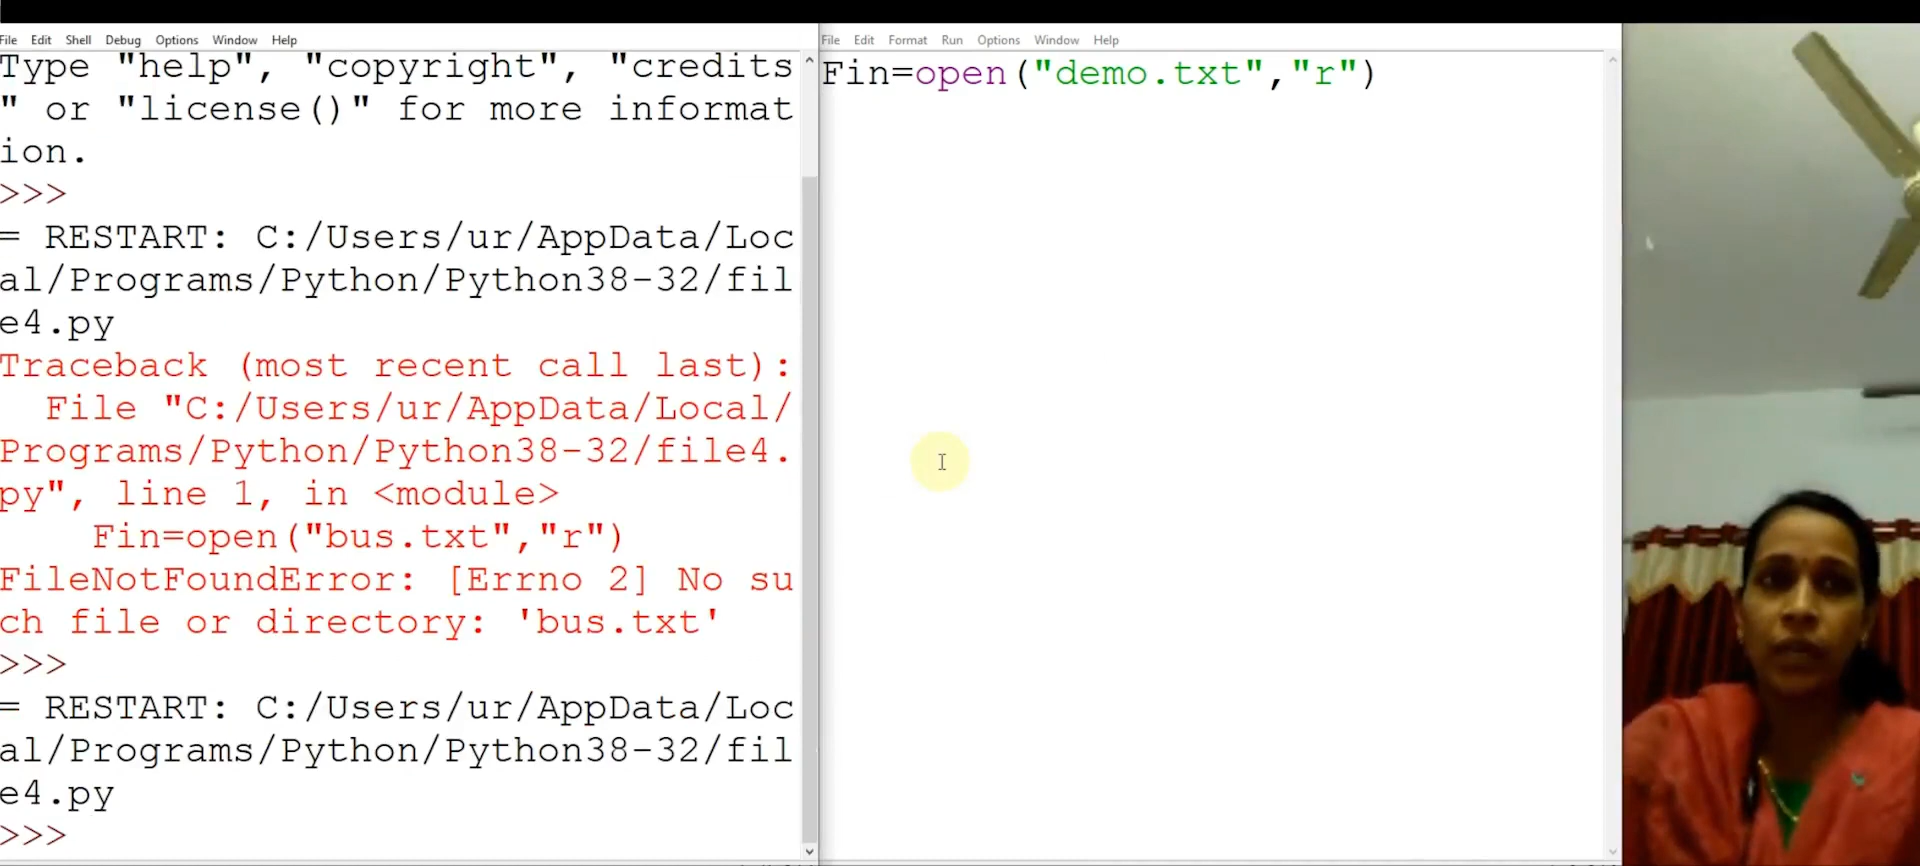 File Edit Shell Debug Options Window Help
Type "help", "copyright", "credits
" or "license()" for more informat
ion.
>>>
= RESTART: C:/Users/ur/AppData/Loc
al/Programs/Python/Python38-32/fil
e4.py
Traceback (most recent call last):
  File "C:/Users/ur/AppData/Local/
Programs/Python/Python38-32/file4.
py", line 1, in <module>
    Fin=open("bus.txt","r")
FileNotFoundError: [Errno 2] No su
ch file or directory: 'bus.txt'
>>>
= RESTART: C:/Users/ur/AppData/Loc
al/Programs/Python/Python38-32/fil
e4.py
>>>
File Edit Format Run Options Window Help
Fin=open("demo.txt","r")